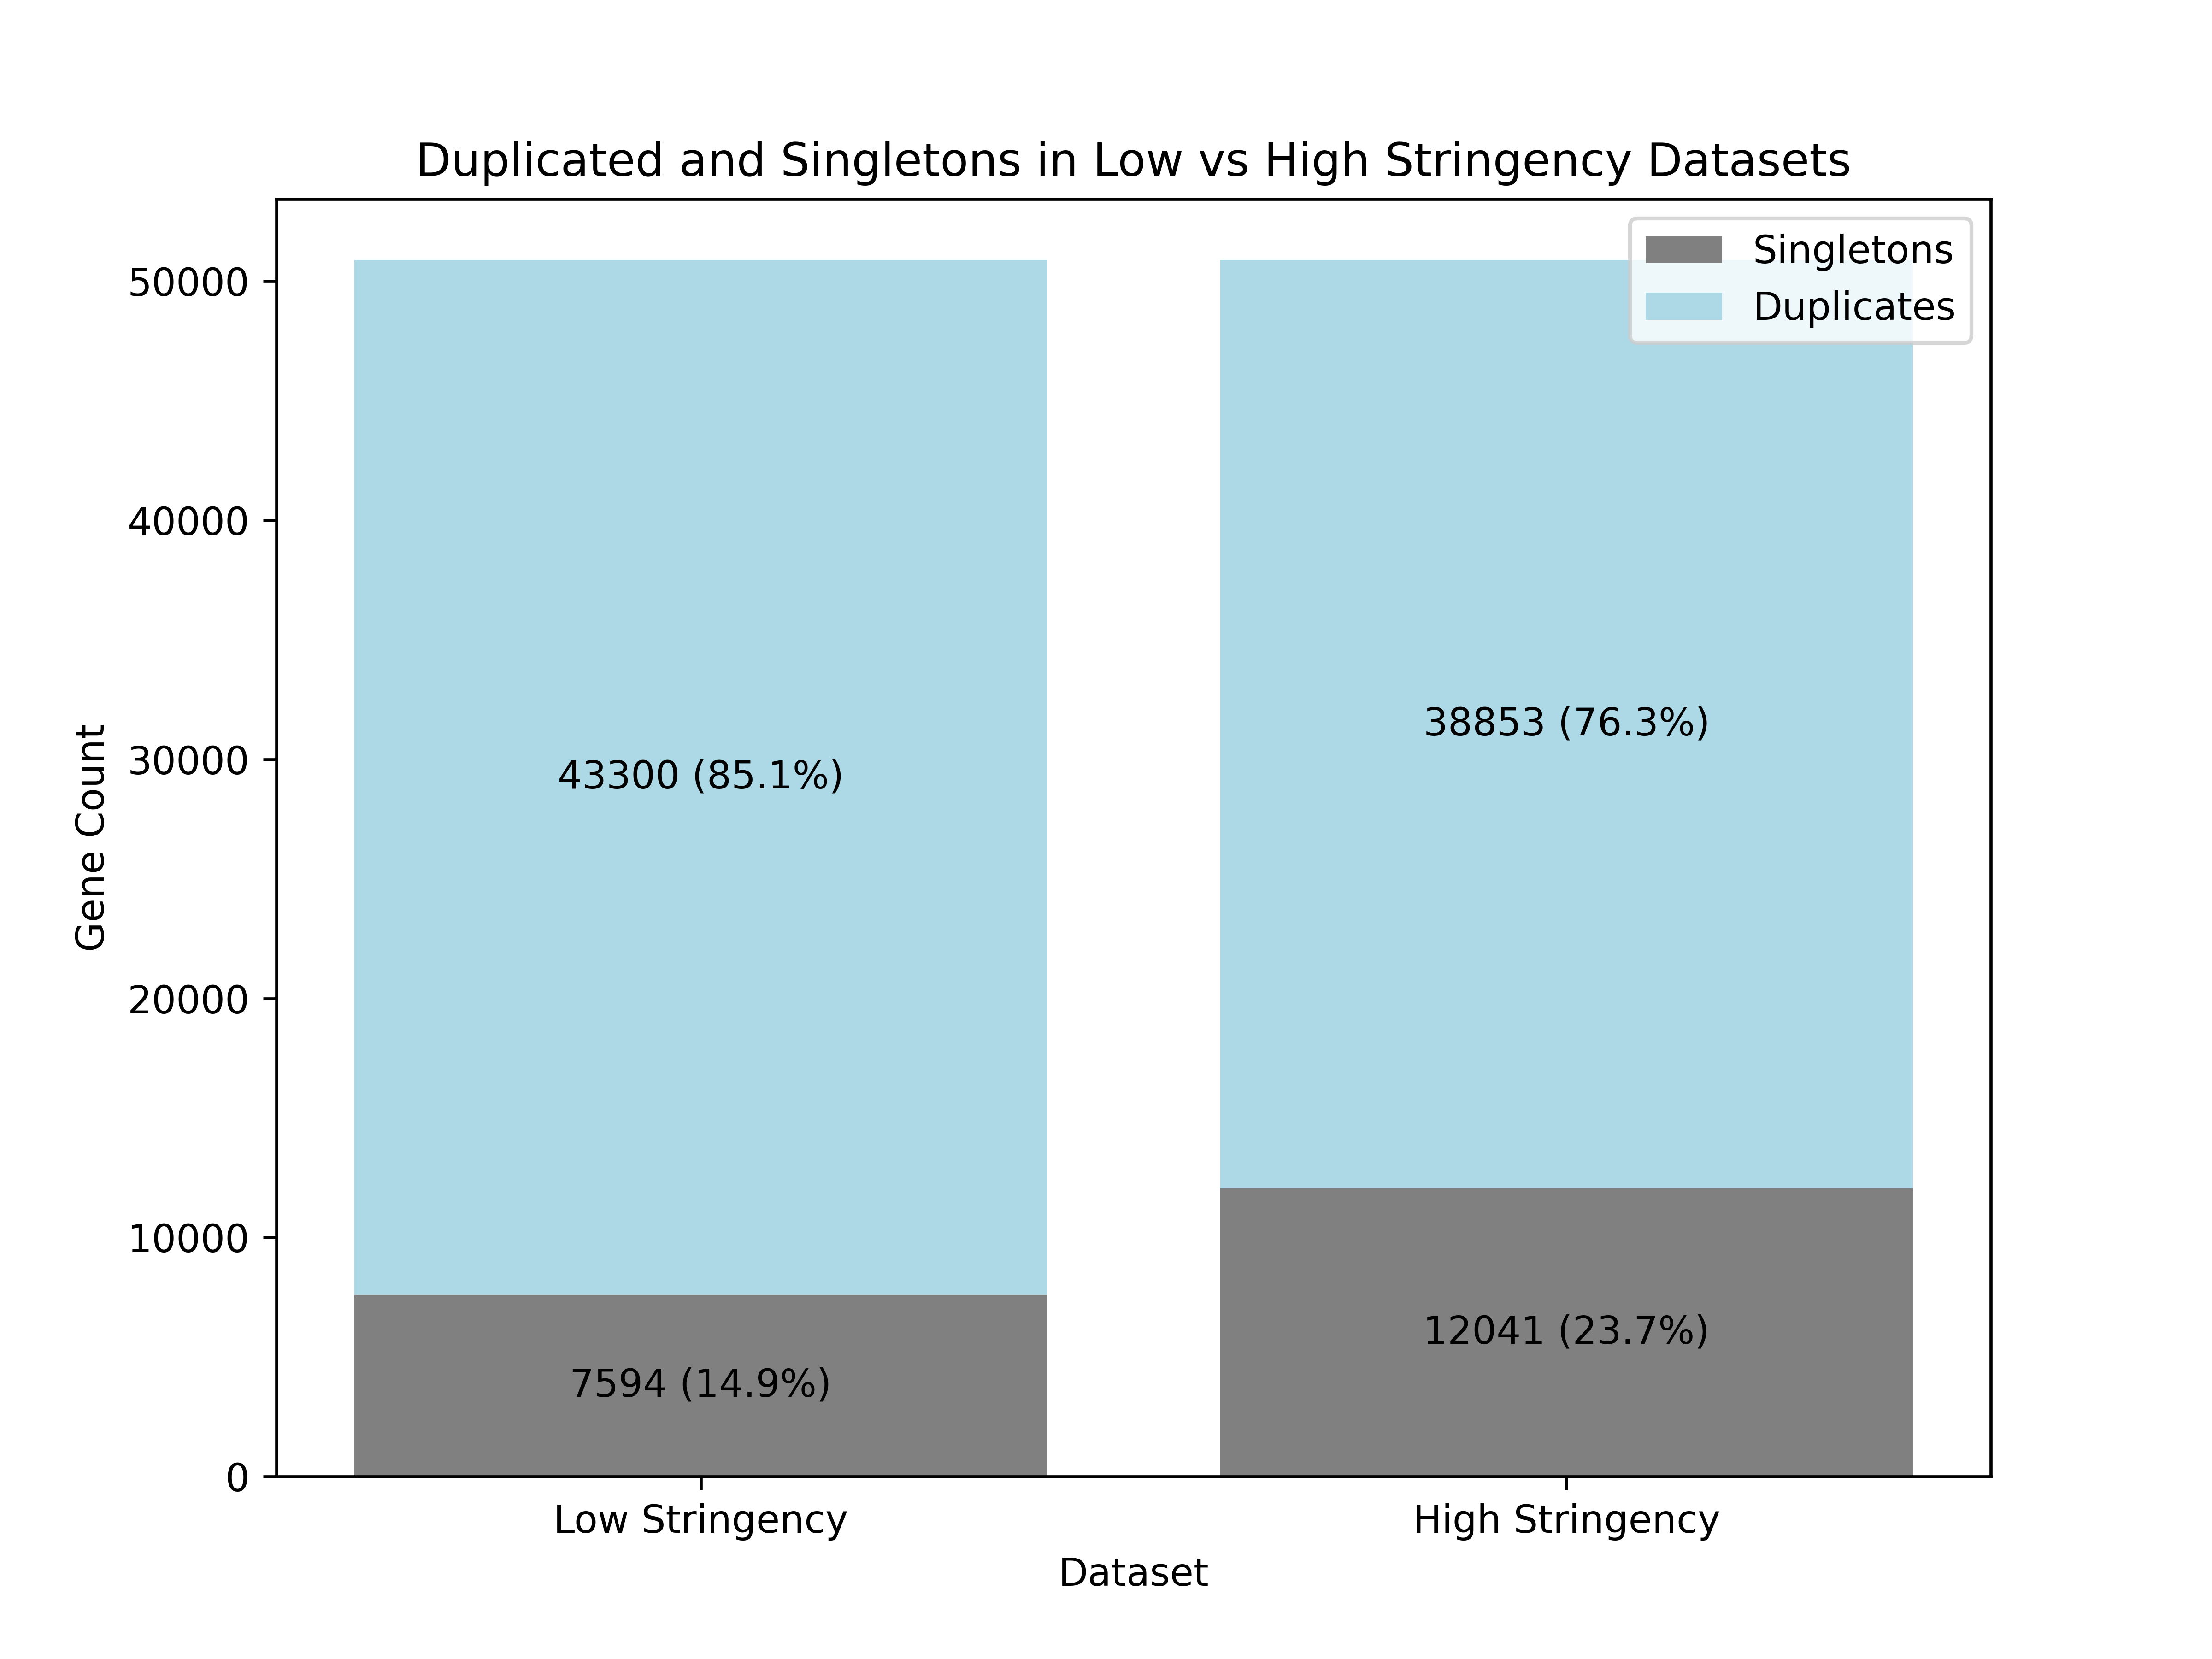 Duplicated and Singletons in Low vs High Stringency Datasets
Singletons
Duplicates
Gene Count
50000
40000
30000
20000
10000
0
43300 (85.1%)
7594 (14.9%)
38853 (76.3%)
12041 (23.7%)
Low Stringency
High Stringency
Dataset